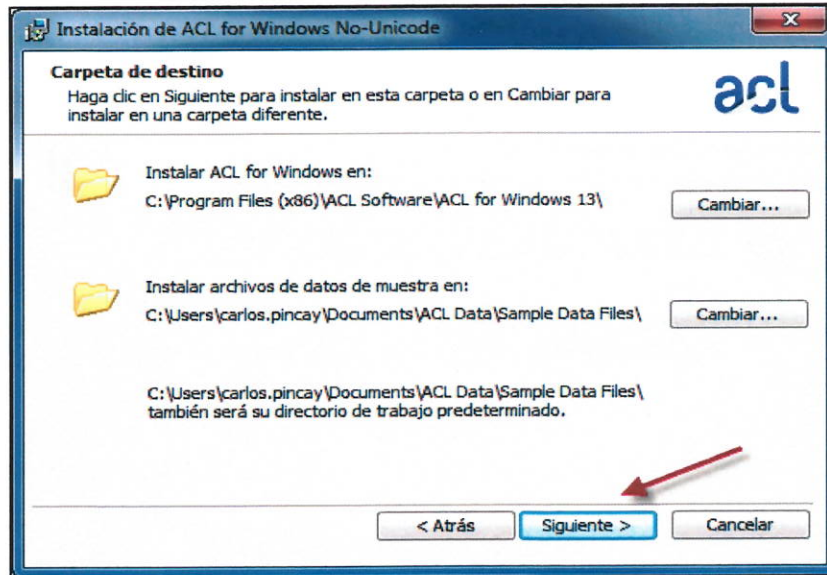 Instalación de ACL for Windows No-Unicode
Carpeta de destino
Haga clic en Siguiente para instalar en esta carpeta o en Cambiar para
instalar en una carpeta diferente.
acl
Instalar ACL for Windows en:
C:\Program Files (x86)\ACL Software\ACL for Windows 13\
Cambiar...
Instalar archivos de datos de muestra en:
C:\Users\carlos.pincay\Documents\ACL Data\Sample Data Files\
Cambiar...
C:\Users\carlos.pincay\Documents\ACL Data\Sample Data Files\
también será su directorio de trabajo predeterminado.
< Atrás
Siguiente >
Cancelar